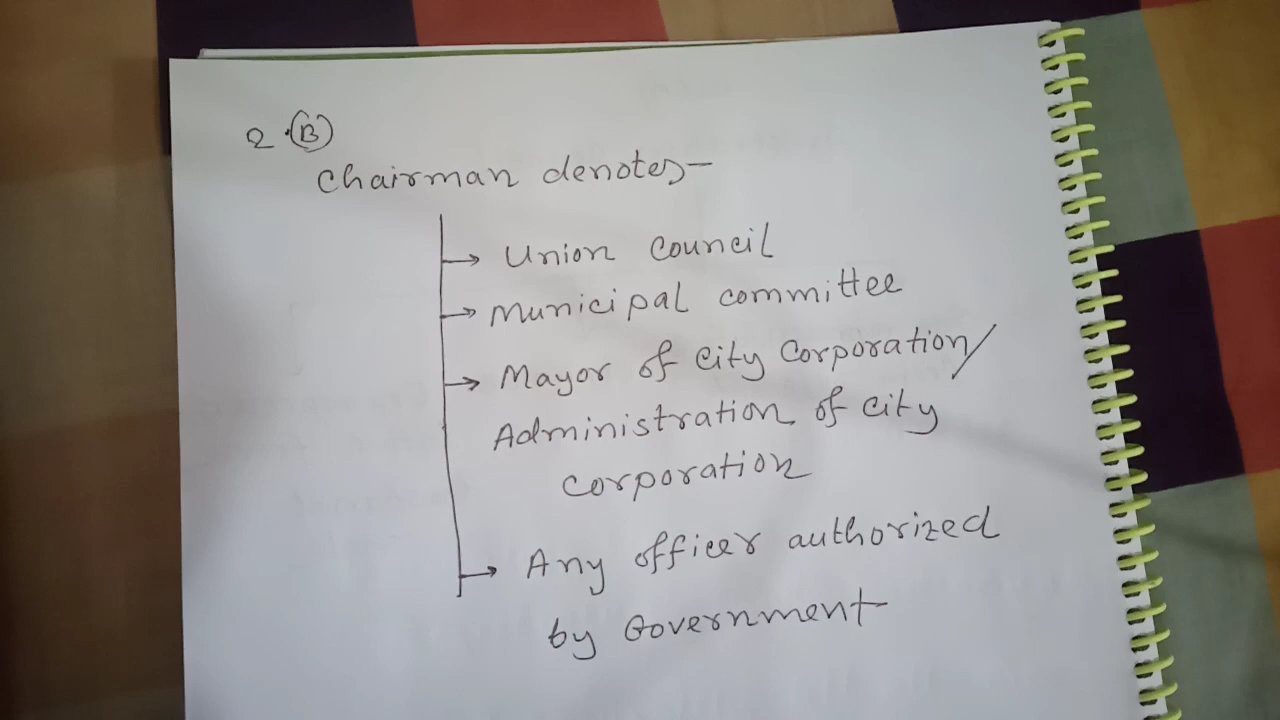 2. (B)
Chairman denotes—
→ Union Council
→ Municipal committee
→ Mayor of city Corporation/
Administration of city
corporation
→ Any officer authorized
by Government